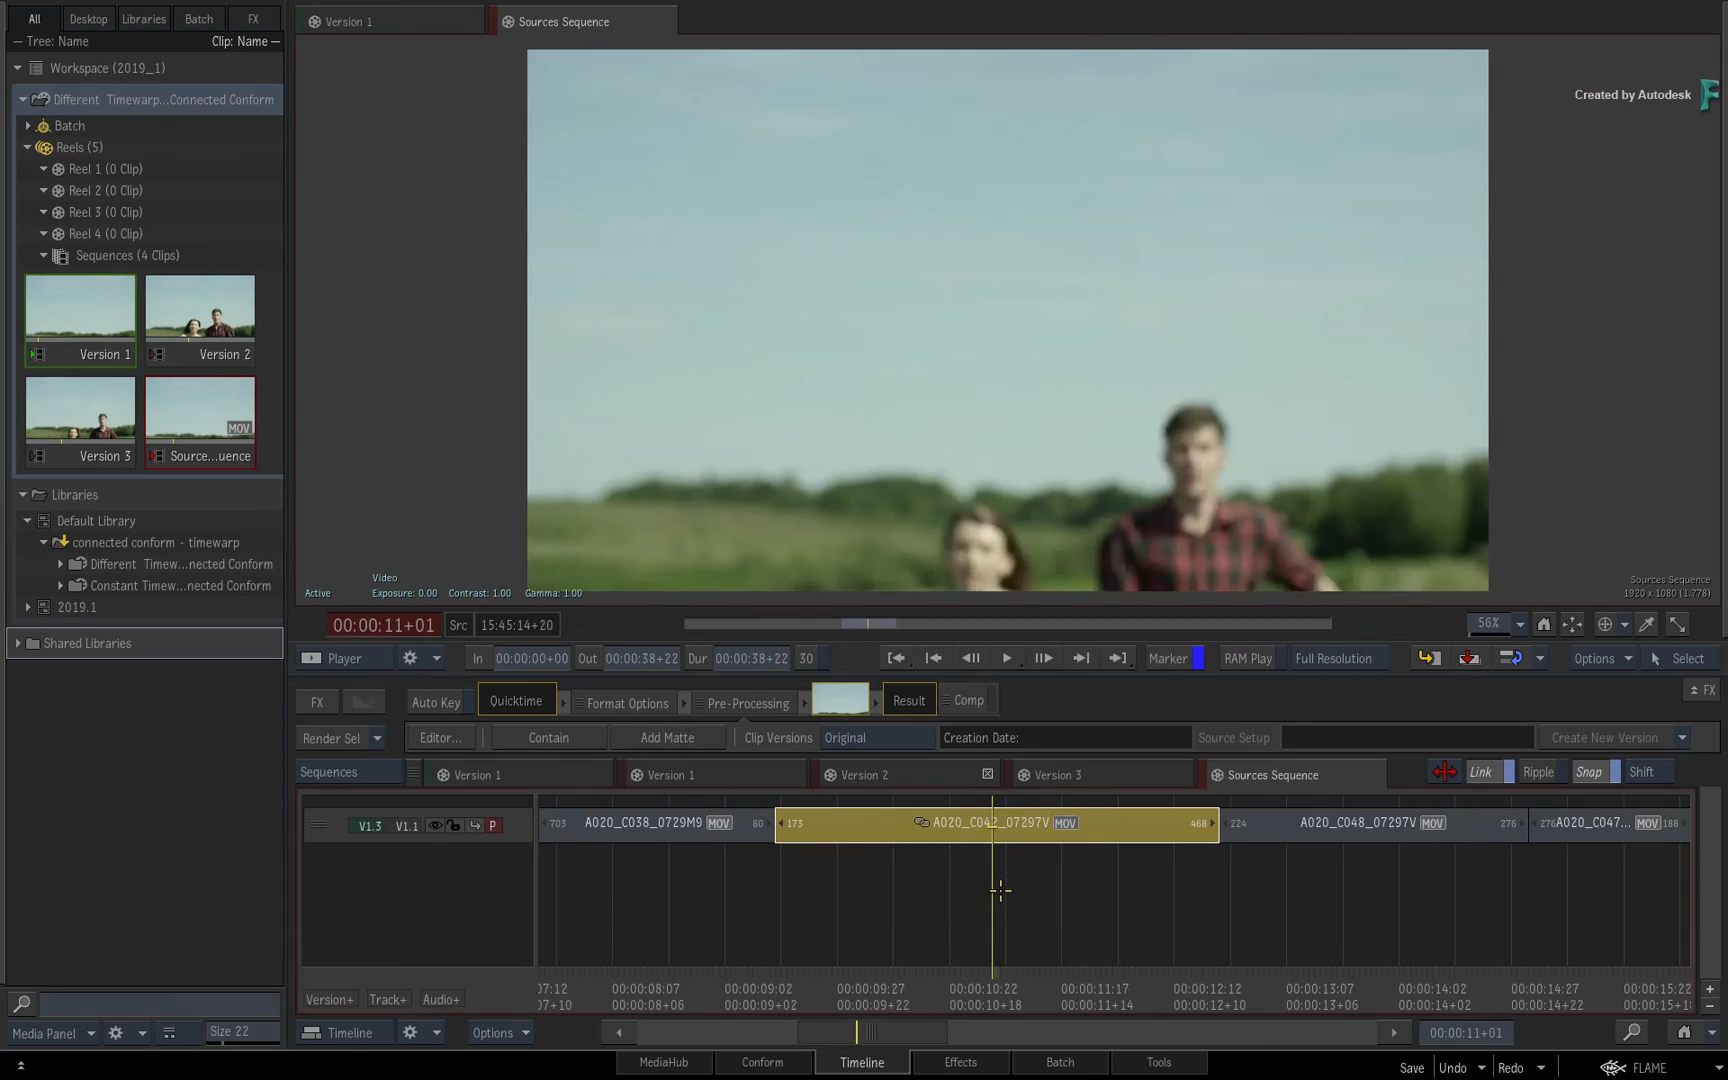 All Desktop Libraries Batch FX
Tree: Name Clip: Name
Workspace (2019_1)
Different Timewarp...Connected Conform
Batch
Reels (5)
Reel 1 (0 Clip)
Reel 2 (0 Clip)
Reel 3 (0 Clip)
Reel 4 (0 Clip)
Sequences (4 Clips)
Version 1 Version 2
MOV
Version 3 Source...uence
Libraries
Default Library
connected conform - timewarp
Different Timew...nected Conform
Constant Timew...nected Conform
2019.1
Shared Libraries
Media Panel Size 22
Version 1 Sources Sequence
Created by Autodesk
Video
Active Exposure: 0.00 Contrast: 1.00 Gamma: 1.00
Sources Sequence
1920 x 1080 (1.778)
00:00:11+01 Src 15:45:14+20 56%
Player In 00:00:00+00 Out 00:00:38+22 Dur 00:00:38+22 30 Marker RAM Play Full Resolution Options Select
FX Auto Key Quicktime Format Options Pre-Processing Result Comp FX
Render Sel Editor... Contain Add Matte Clip Versions Original Creation Date: Source Setup Create New Version
Sequences Version 1 Version 1 Version 2 Version 3 Sources Sequence Link Ripple Snap Shift
V1.3 V1.1 P 703 A020_C038_0729M9 MOV 80 173 A020_C042_07297V MOV 468 224 A020_C048_07297V MOV 276 276 A020_C047... MOV 188
07:12 00:00:08:07 00:00:09:02 00:00:09:27 00:00:10:22 00:00:11:17 00:00:12:12 00:00:13:07 00:00:14:02 00:00:14:27 00:00:15:22
Version+ Track+ Audio+ 7+10 00:00:08+06 00:00:09+02 00:00:09+22 00:00:10+18 00:00:11+14 00:00:12+10 00:00:13+06 00:00:14+02 00:00:14+22 00:00:15+1
Timeline Options 00:00:11+01
MediaHub Conform Timeline Effects Batch Tools Save Undo Redo FLAME